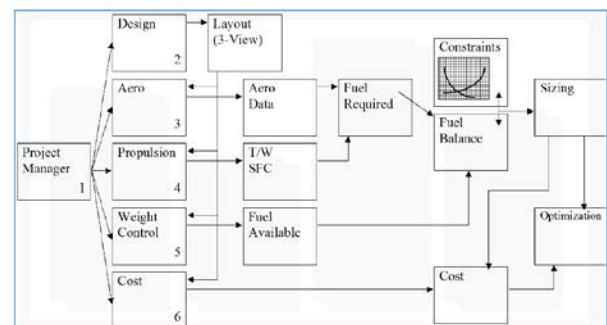 Design
2
Layout
(3-View)
Constraints
Aero
3
Aero
Data
Fuel
Required
Sizing
Fuel
Balance
Project
Manager
1
Propulsion
4
T/W
SFC
Weight
Control
5
Fuel
Available
Optimization
Cost
6
Cost